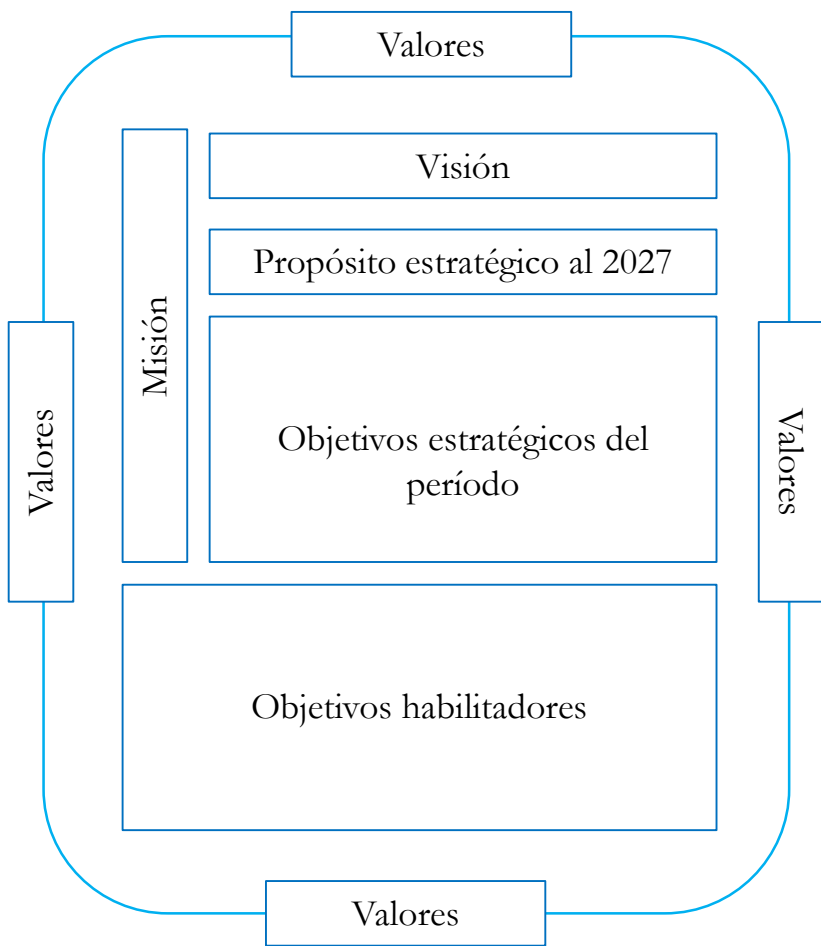 Valores
Visión
Propósito estratégico al 2027
Misión
Objetivos estratégicos del
período
Valores
Valores
Objetivos habilitadores
Valores